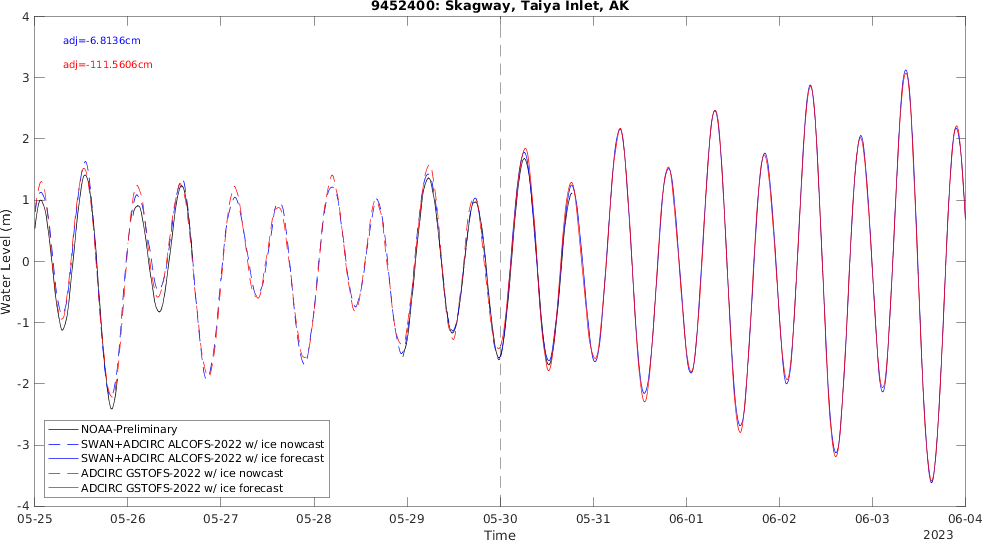 9452400: Skagway, Taiya Inlet, AK
adj=-6.8136cm
adj=-111.5606cm
Water Level (m)
4
3
2
1
0
-1
-2
-3
-4
NOAA-Preliminary
SWAN+ADCIRC ALCOFS-2022 w/ ice nowcast
SWAN+ADCIRC ALCOFS-2022 w/ ice forecast
ADCIRC GSTOFS-2022 w/ ice nowcast
ADCIRC GSTOFS-2022 w/ ice forecast
05-25 05-26 05-27 05-28 05-29 05-30 05-31 06-01 06-02 06-03 06-04
Time
2023